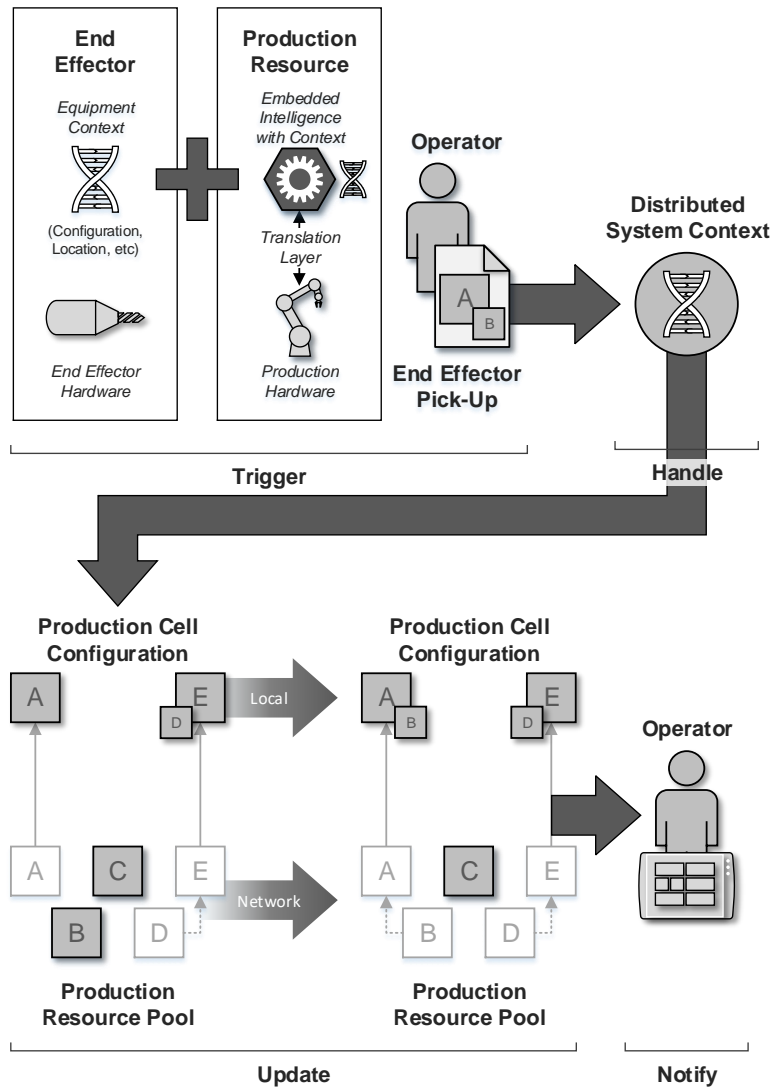 End
Effector
Equipment
Context
(Configuration,
Location, etc)
End Effector
Hardware
Production
Resource
Embedded
Intelligence
with Context
Translation
Layer
Production
Hardware
Operator
A
B
End Effector
Pick-Up
Distributed
System Context
Trigger
Handle
Production Cell
Configuration
A
E
D
Local
Production Cell
Configuration
A
B
E
D
Operator
A
C
E
B
D
Network
A
C
E
B
D
Production
Resource Pool
Production
Resource Pool
Update
Notify